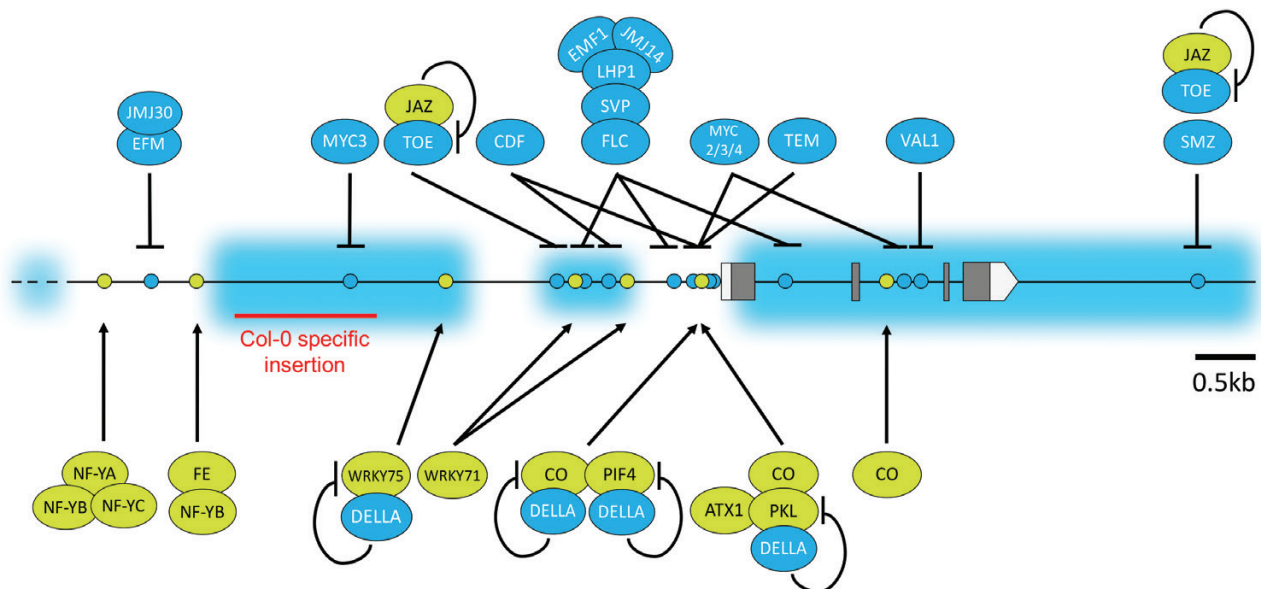 EMF1
JMJ14
LHP1
SVP
FLC
JMJ30
EFM
MYC3
JAZ
TOE
CDF
MYC
2/3/4
TEM
VAL1
JAZ
TOE
SMZ
Col-0 specific
insertion
0.5kb
NF-YA
NF-YB
NF-YC
FE
NF-YB
WRKY75
DELLA
WRKY71
CO
DELLA
PIF4
DELLA
CO
ATX1
PKL
DELLA
CO